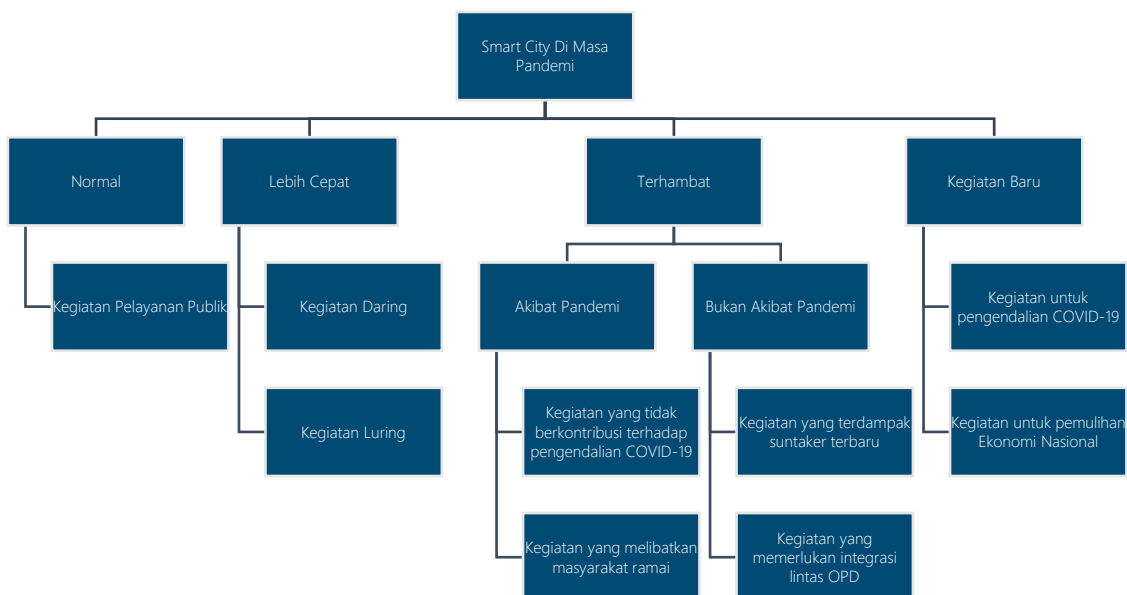 Smart City Di Masa
Pandemi
Normal
Lebih Cepat
Terhambat
Kegiatan Baru
Kegiatan Pelayanan Publik
Kegiatan Daring
Akibat Pandemi
Bukan Akibat Pandemi
Kegiatan untuk
pengendalian COVID-19
Kegiatan Luring
Kegiatan yang tidak
berkontribusi terhadap
pengendalian COVID-19
Kegiatan yang terdampak
suntaker terbaru
Kegiatan untuk pemulihan
Ekonomi Nasional
Kegiatan yang melibatkan
masyarakat ramai
Kegiatan yang
memerlukan integrasi
lintas OPD